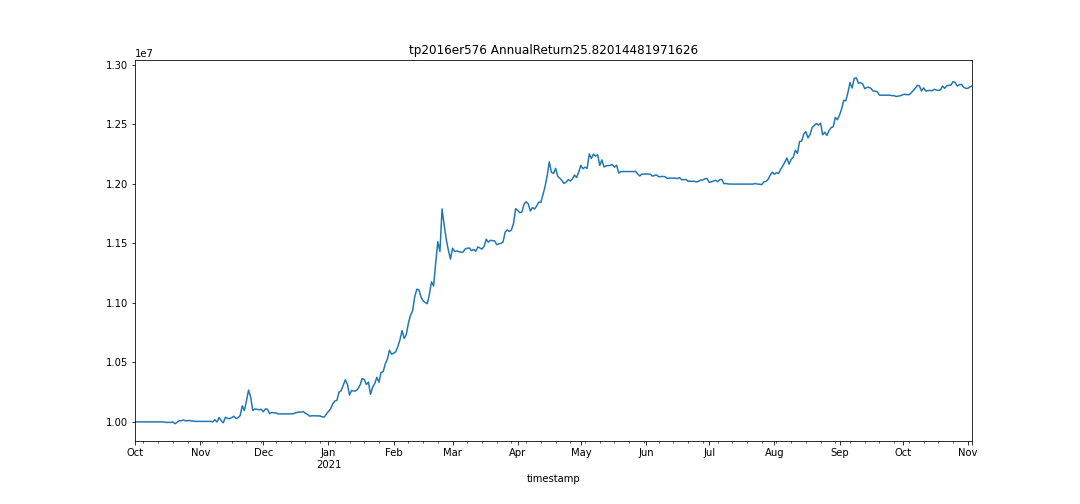 tp2016er576 AnnualReturn25.82014481971626
1e7
1.30
1.25
1.20
1.15
1.10
1.05
1.00
Oct Nov Dec Jan Feb Mar Apr May Jun Jul Aug Sep Oct Nov
2021
timestamp